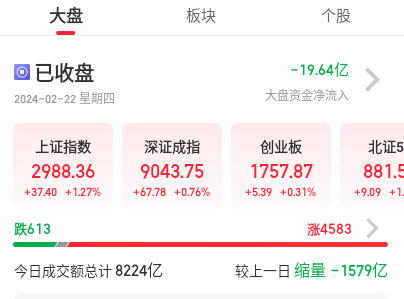 大盘 板块 个股
已收盘 -19.64亿
2024-02-22 星期四 大盘资金净流入
上证指数 深证成指 创业板 北证5
2988.36 9043.75 1757.87 881.5
+37.40 +1.27% +67.78 +0.76% +5.39 +0.31% +9.09 +1.
跌613 涨4583
今日成交额总计 8224亿 较上一日 缩量 -1579亿